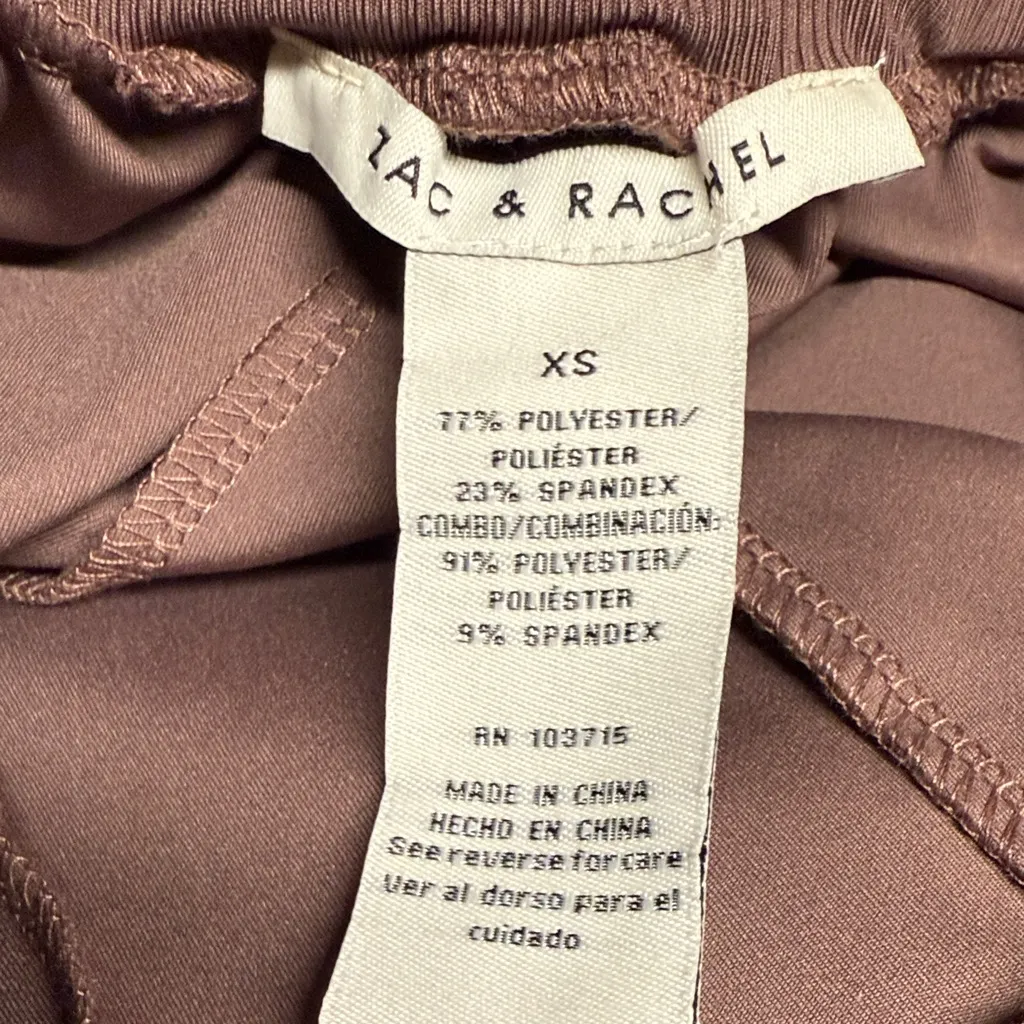 ZAC & RACHEL
XS
77% POLYESTER/
POLIÉSTER
23% SPANDEX
COMBO/COMBINACIÓN:
91% POLYESTER/
POLIÉSTER
9% SPANDEX
RN 103715
MADE IN CHINA
HECHO EN CHINA
See reverse for care
Ver al dorso para el
cuidado